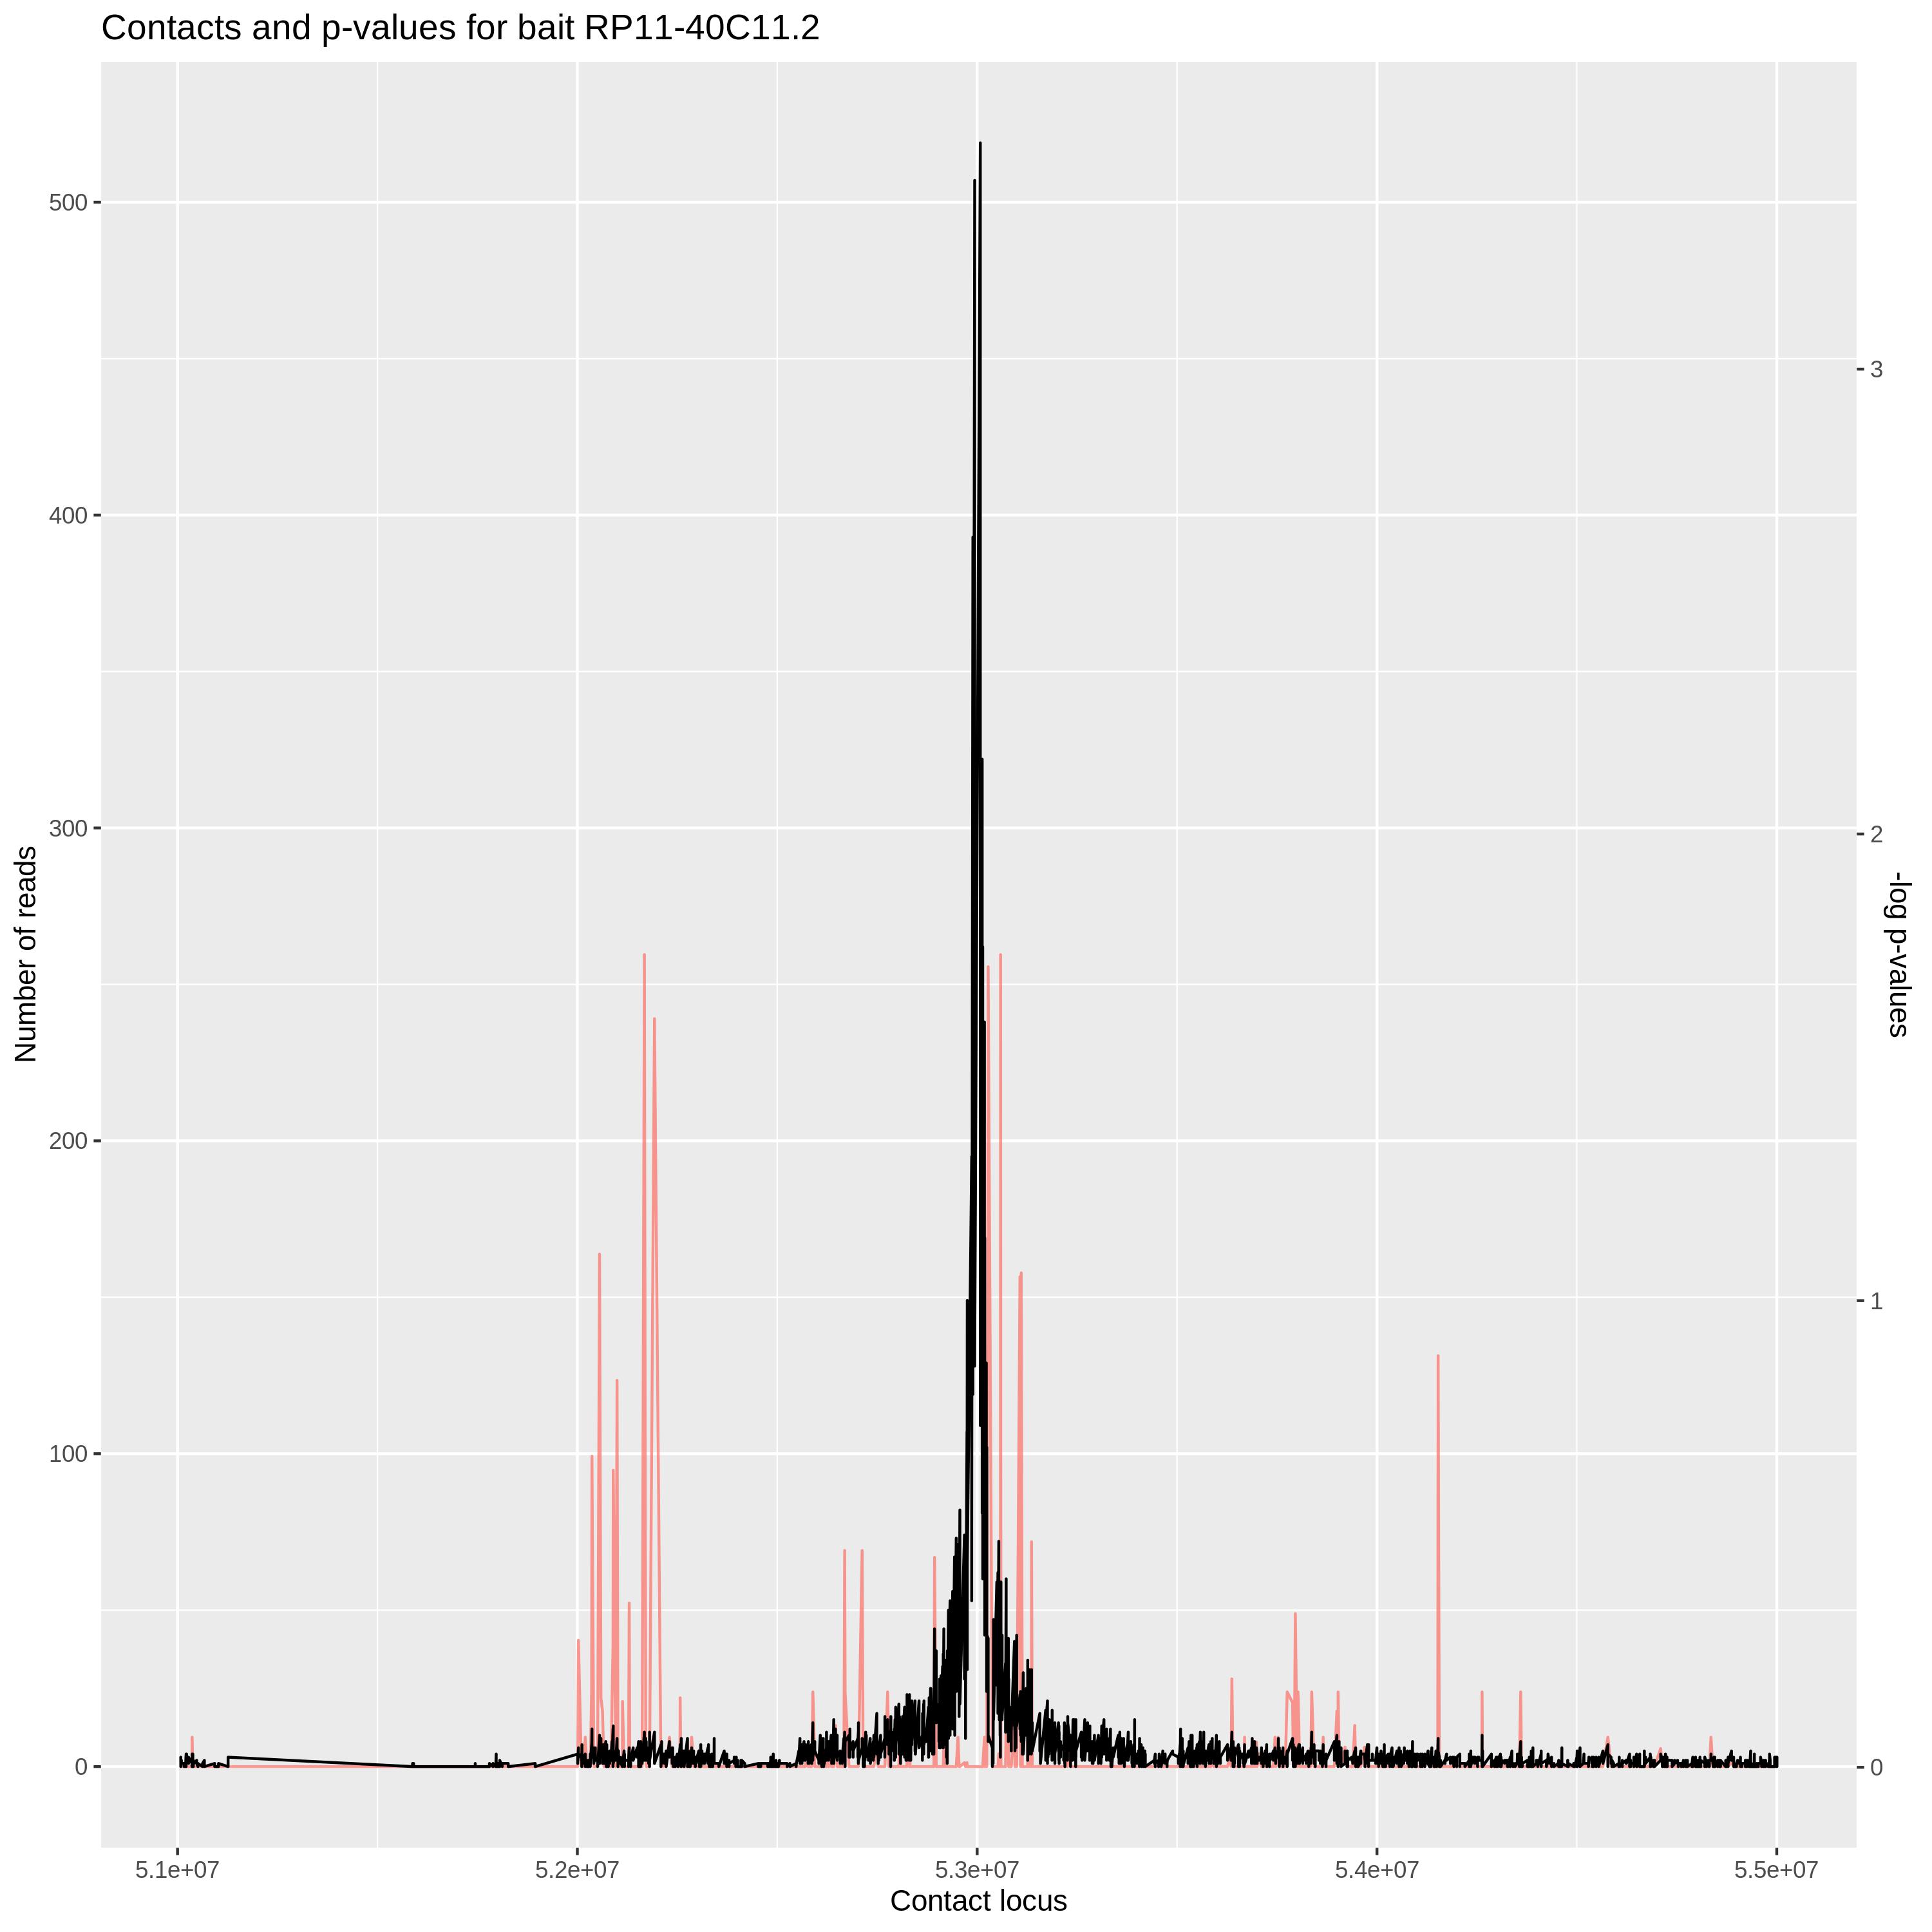 Contacts and p-values for bait RP11-40C11.2
500
400
300
200
100
0
Number of reads
3
2
1
0
-log p-values
5.1e+07
5.2e+07
5.3e+07
5.4e+07
5.5e+07
Contact locus